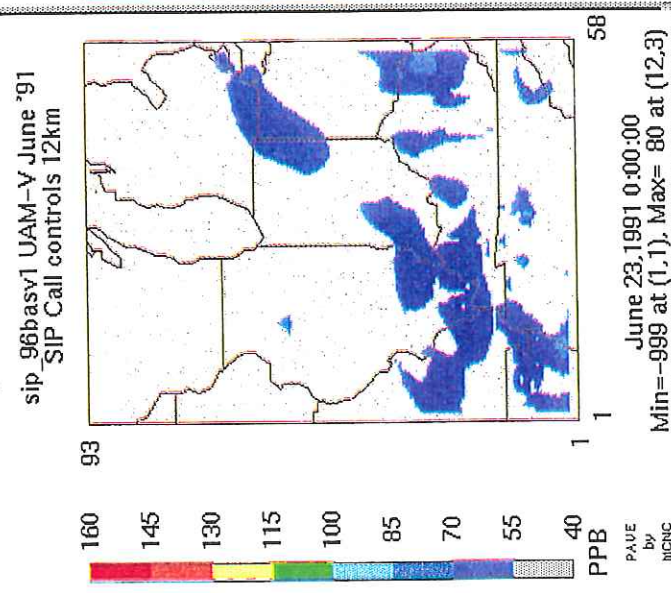 sip_96basv1 UAM-V June '91
SIP Call controls 12km
160
145
130
115
100
85
70
55
40
PPB
PAVE
by
MCNC
93
1
1
58
June 23,1991 0:00:00
Min=-999 at (1,1), Max= 80 at (12,3)